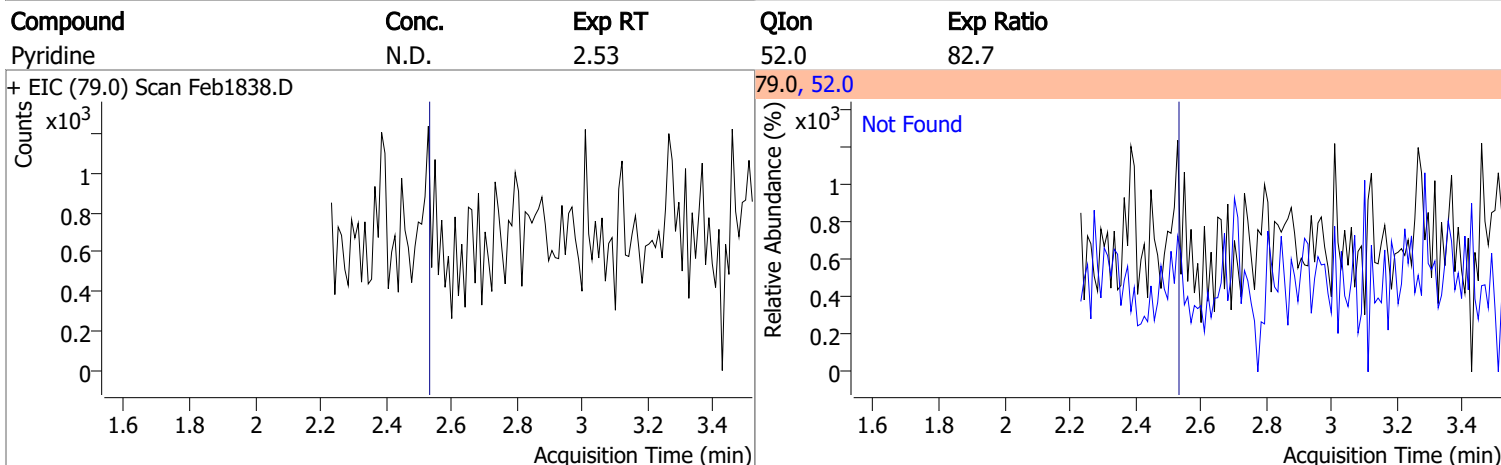 Compound Conc. Exp RT QIon Exp Ratio
Pyridine N.D. 2.53 52.0 82.7
+ EIC (79.0) Scan Feb1838.D
Counts
x10³
1
0.8
0.6
0.4
0.2
0
1.6 1.8 2 2.2 2.4 2.6 2.8 3 3.2 3.4
Acquisition Time (min)
79.0, 52.0
Relative Abundance (%)
x10³
Not Found
1
0.8
0.6
0.4
0.2
0
1.6 1.8 2 2.2 2.4 2.6 2.8 3 3.2 3.4
Acquisition Time (min)